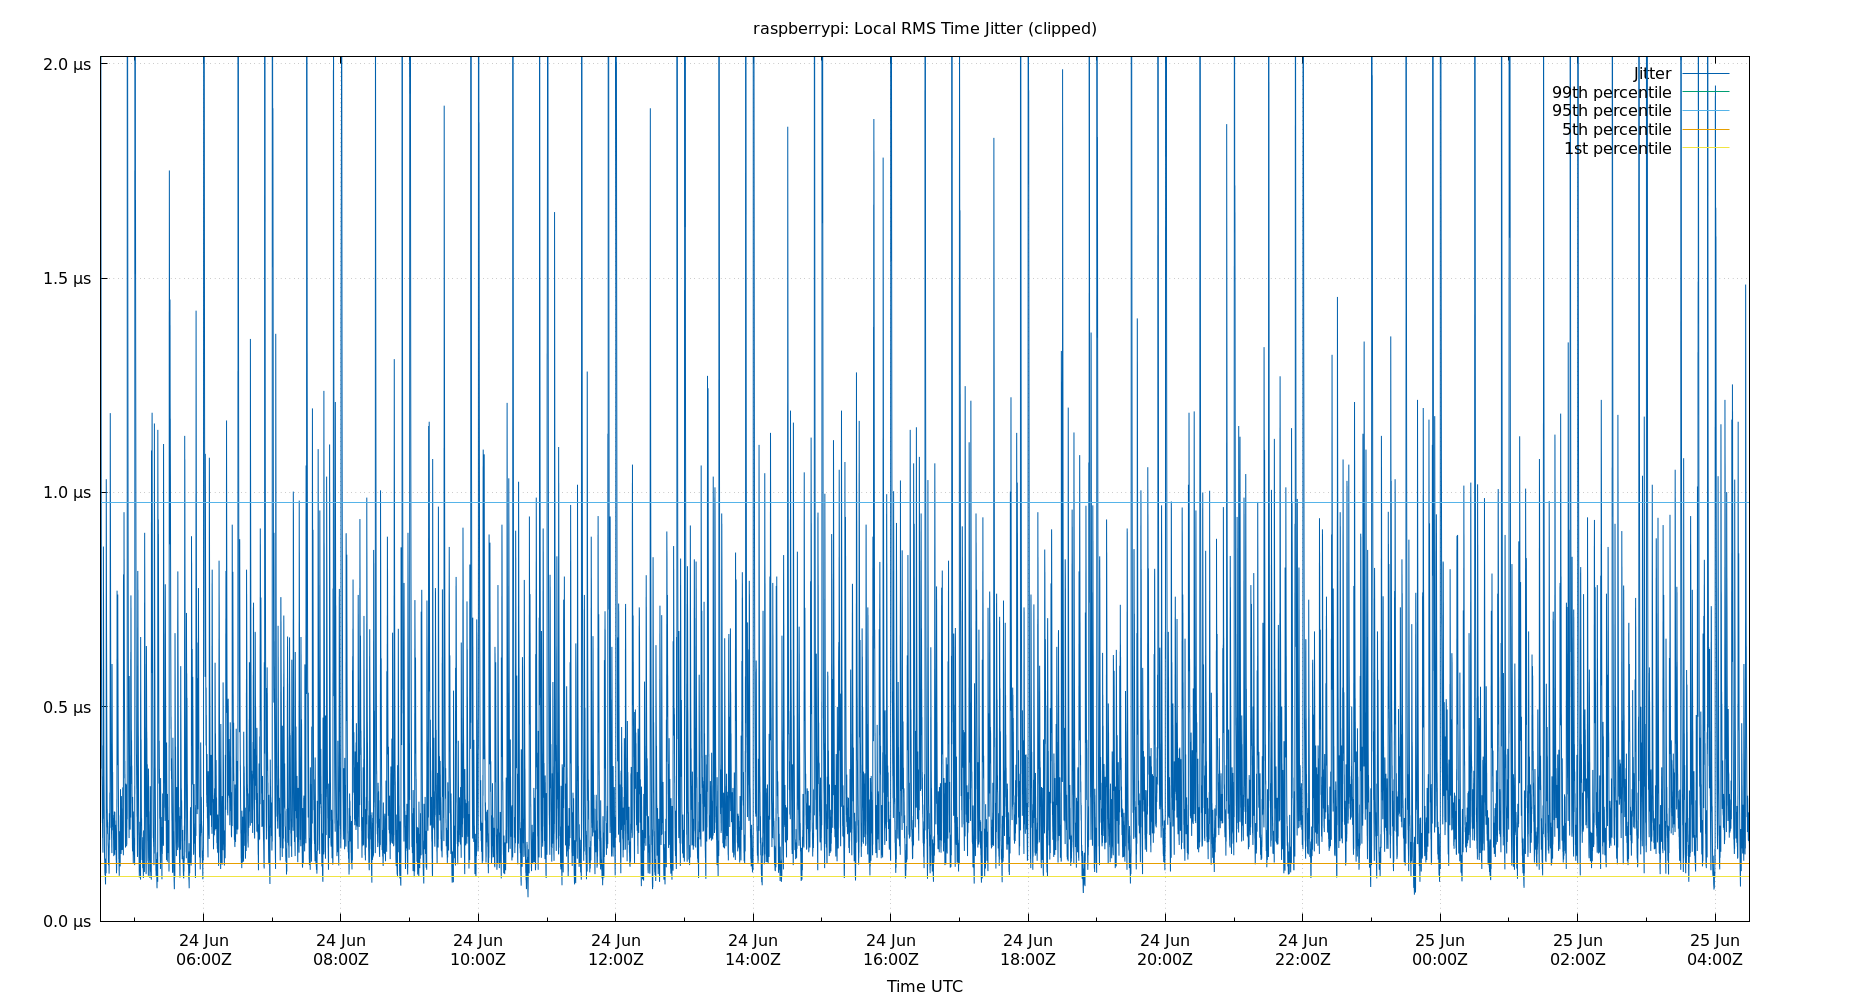 raspberrypi: Local RMS Time Jitter (clipped)
2.0 µs
1.5 µs
1.0 µs
0.5 µs
0.0 µs
Jitter
99th percentile
95th percentile
5th percentile
1st percentile
24 Jun 24 Jun 24 Jun 24 Jun 24 Jun 24 Jun 24 Jun 24 Jun 24 Jun 25 Jun 25 Jun 25 Jun
06:00Z 08:00Z 10:00Z 12:00Z 14:00Z 16:00Z 18:00Z 20:00Z 22:00Z 00:00Z 02:00Z 04:00Z
Time UTC